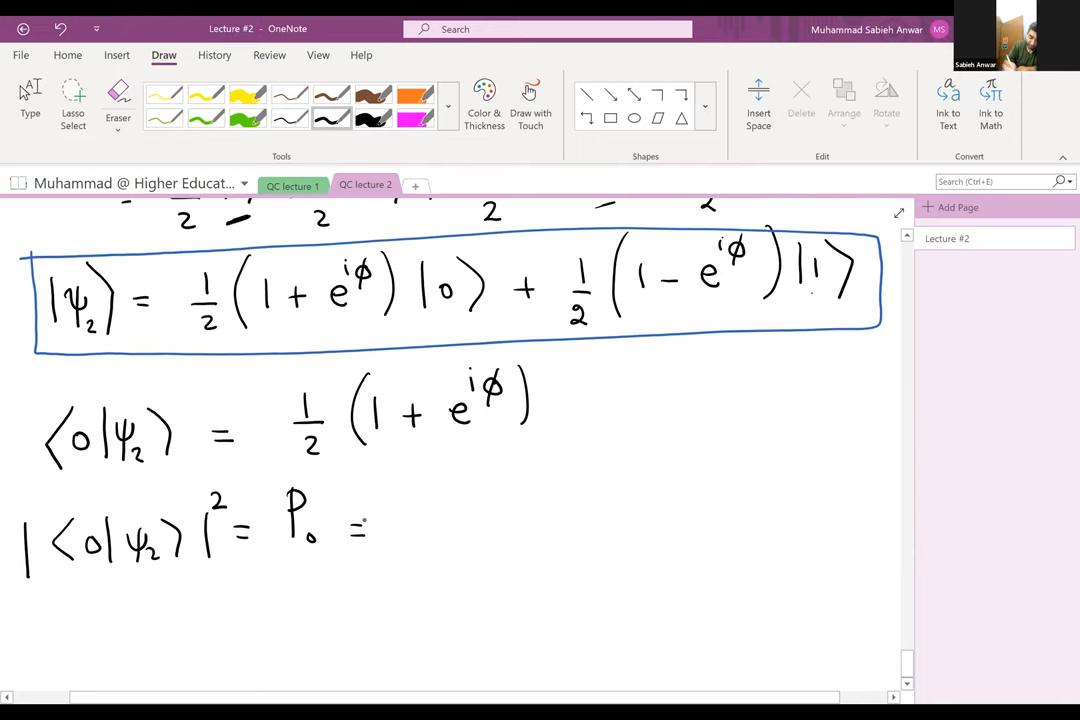 Lecture #2 - OneNote
Search
Muhammad Sabieh Anwar
MS
Sabieh Anwar
File Home Insert Draw History Review View Help
Type
Lasso Select
Eraser
Color & Thickness
Draw with Touch
Insert Space
Delete
Arrange
Rotate
Ink to Text
Ink to Math
Tools
Shapes
Edit
Convert
Muhammad @ Higher Educat...
QC lecture 1
QC lecture 2
Search (Ctrl+E)
Add Page
Lecture #2
= 2 2 2 2
|ψ₂⟩ = 1/2 (1 + e^{iϕ}) |0⟩ + 1/2 (1 - e^{iϕ}) |1⟩
⟨0|ψ₂⟩ = 1/2 (1 + e^{iϕ})
|⟨0|ψ₂⟩|² = P₀ =